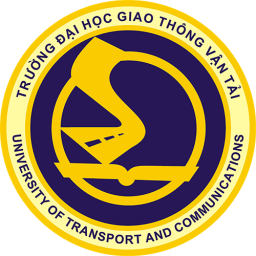 TRƯỜNG ĐẠI HỌC GIAO THÔNG VẬN TẢI
UNIVERSITY OF TRANSPORT AND COMMUNICATIONS